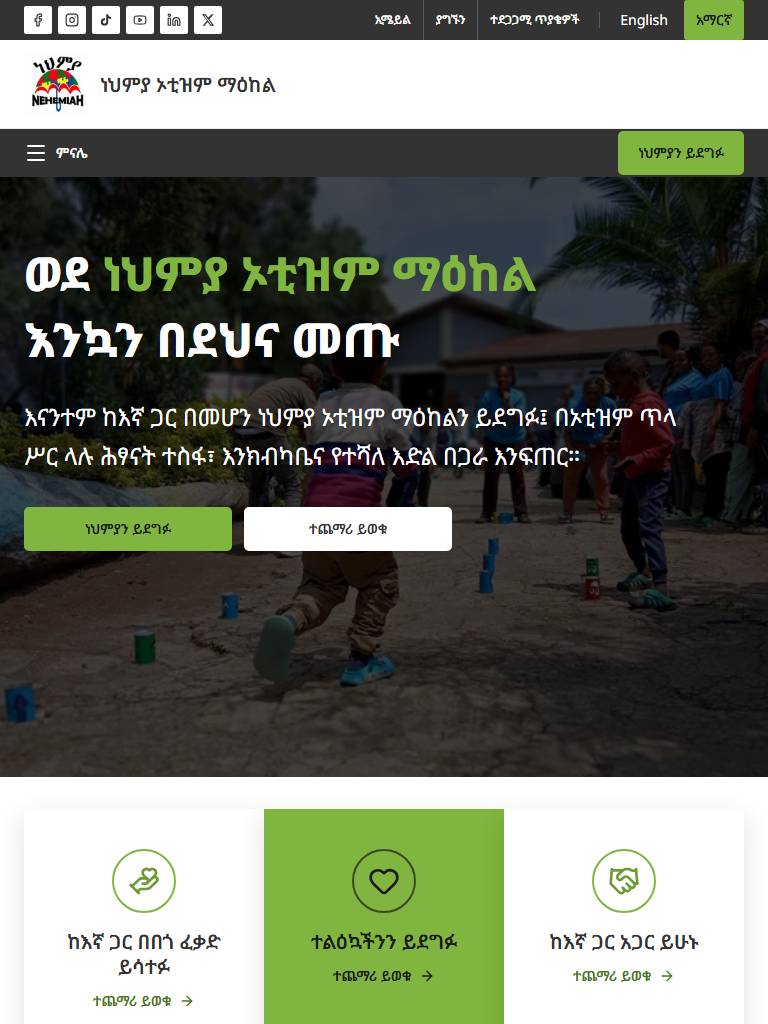 ኢሜይል ያግኙን ተደጋጋሚ ጥያቄዎች English አማርኛ
ነህምያ
NEHEMIAH
ነህምያ ኦቲዝም ማዕከል
ምናሌ ነህምያን ይደግፉ
ወደ ነህምያ ኦቲዝም ማዕከል
እንኳን በደህና መጡ
እናንተም ከእኛ ጋር በመሆን ነህምያ ኦቲዝም ማዕከልን ይደግፉ፤ በኦቲዝም ጥላ
ሥር ላሉ ሕፃናት ተስፋ፣ እንክብካቤና የተሻለ እድል በጋራ እንፍጠር።
ነህምያን ይደግፉ ተጨማሪ ይወቁ
ከእኛ ጋር በበጎ ፈቃድ
ይሳተፉ
ተጨማሪ ይወቁ
ተልዕኳችንን ይደግፉ
ተጨማሪ ይወቁ
ከእኛ ጋር አጋር ይሁኑ
ተጨማሪ ይወቁ